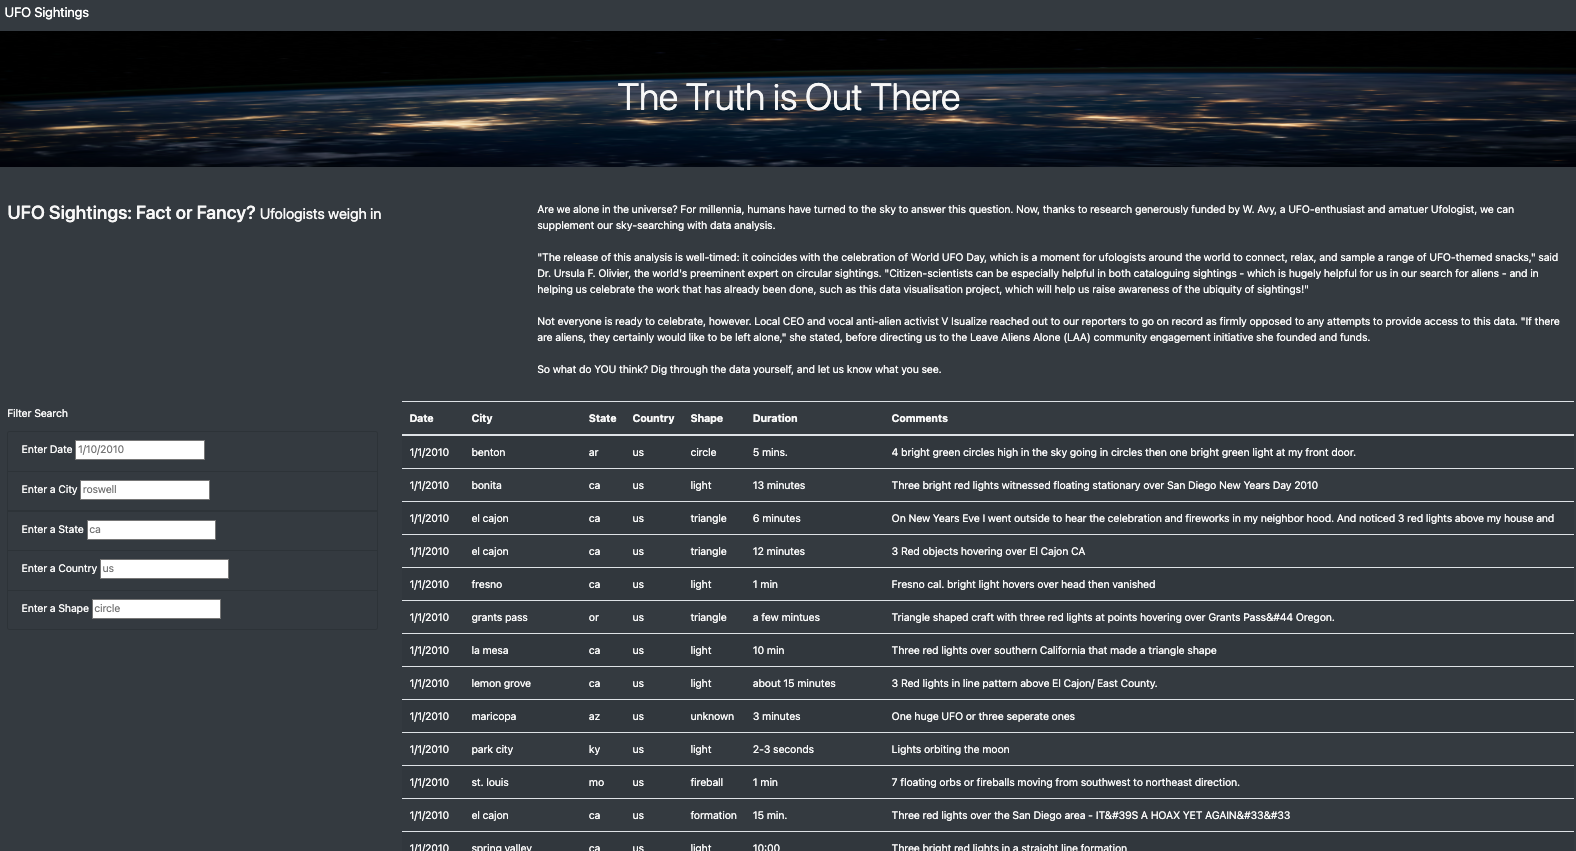 UFO Sightings
The Truth is Out There
UFO Sightings: Fact or Fancy? Ufologists weigh in
Are we alone in the universe? For millennia, humans have turned to the sky to answer this question. Now, thanks to research generously funded by W. Avy, a UFO-enthusiast and amatuer Ufologist, we can
supplement our sky-searching with data analysis.
"The release of this analysis is well-timed: it coincides with the celebration of World UFO Day, which is a moment for ufologists around the world to connect, relax, and sample a range of UFO-themed snacks," said
Dr. Ursula F. Olivier, the world's preeminent expert on circular sightings. "Citizen-scientists can be especially helpful in both cataloguing sightings - which is hugely helpful for us in our search for aliens - and in
helping us celebrate the work that has already been done, such as this data visualisation project, which will help us raise awareness of the ubiquity of sightings!"
Not everyone is ready to celebrate, however. Local CEO and vocal anti-alien activist V Isualize reached out to our reporters to go on record as firmly opposed to any attempts to provide access to this data. "If there
are aliens, they certainly would like to be left alone," she stated, before directing us to the Leave Aliens Alone (LAA) community engagement initiative she founded and funds.
So what do YOU think? Dig through the data yourself, and let us know what you see.
Filter Search
Enter Date 1/10/2010
Enter a City roswell
Enter a State ca
Enter a Country us
Enter a Shape circle
Date City State Country Shape Duration Comments
1/1/2010 benton ar us circle 5 mins. 4 bright green circles high in the sky going in circles then one bright green light at my front door.
1/1/2010 bonita ca us light 13 minutes Three bright red lights witnessed floating stationary over San Diego New Years Day 2010
1/1/2010 el cajon ca us triangle 6 minutes On New Years Eve I went outside to hear the celebration and fireworks in my neighbor hood. And noticed 3 red lights above my house and
1/1/2010 el cajon ca us triangle 12 minutes 3 Red objects hovering over El Cajon CA
1/1/2010 fresno ca us light 1 min Fresno cal. bright light hovers over head then vanished
1/1/2010 grants pass or us triangle a few mintues Triangle shaped craft with three red lights at points hovering over Grants Pass&#44 Oregon.
1/1/2010 la mesa ca us light 10 min Three red lights over southern California that made a triangle shape
1/1/2010 lemon grove ca us light about 15 minutes 3 Red lights in line pattern above El Cajon/ East County.
1/1/2010 maricopa az us unknown 3 minutes One huge UFO or three seperate ones
1/1/2010 park city ky us light 2-3 seconds Lights orbiting the moon
1/1/2010 st. louis mo us fireball 1 min 7 floating orbs or fireballs moving from southwest to northeast direction.
1/1/2010 el cajon ca us formation 15 min. Three red lights over the San Diego area - IT&#39S A HOAX YET AGAIN&#33&#33
1/1/2010 spring valley ca us light 10:00 Three bright red lights in a straight line formation